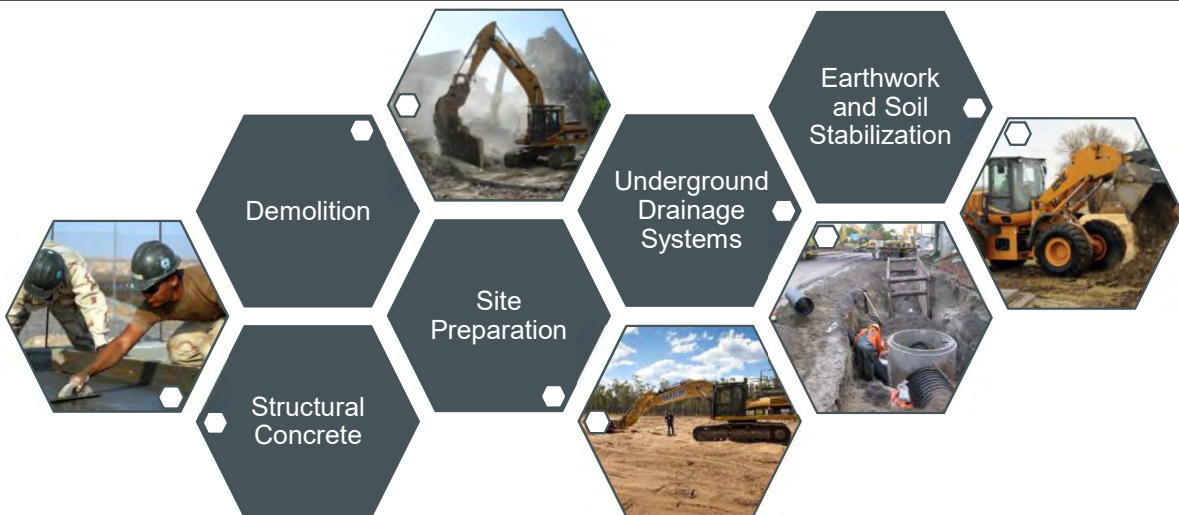 Earthwork
and Soil
Stabilization
Underground
Drainage
Systems
Demolition
Site
Preparation
Structural
Concrete